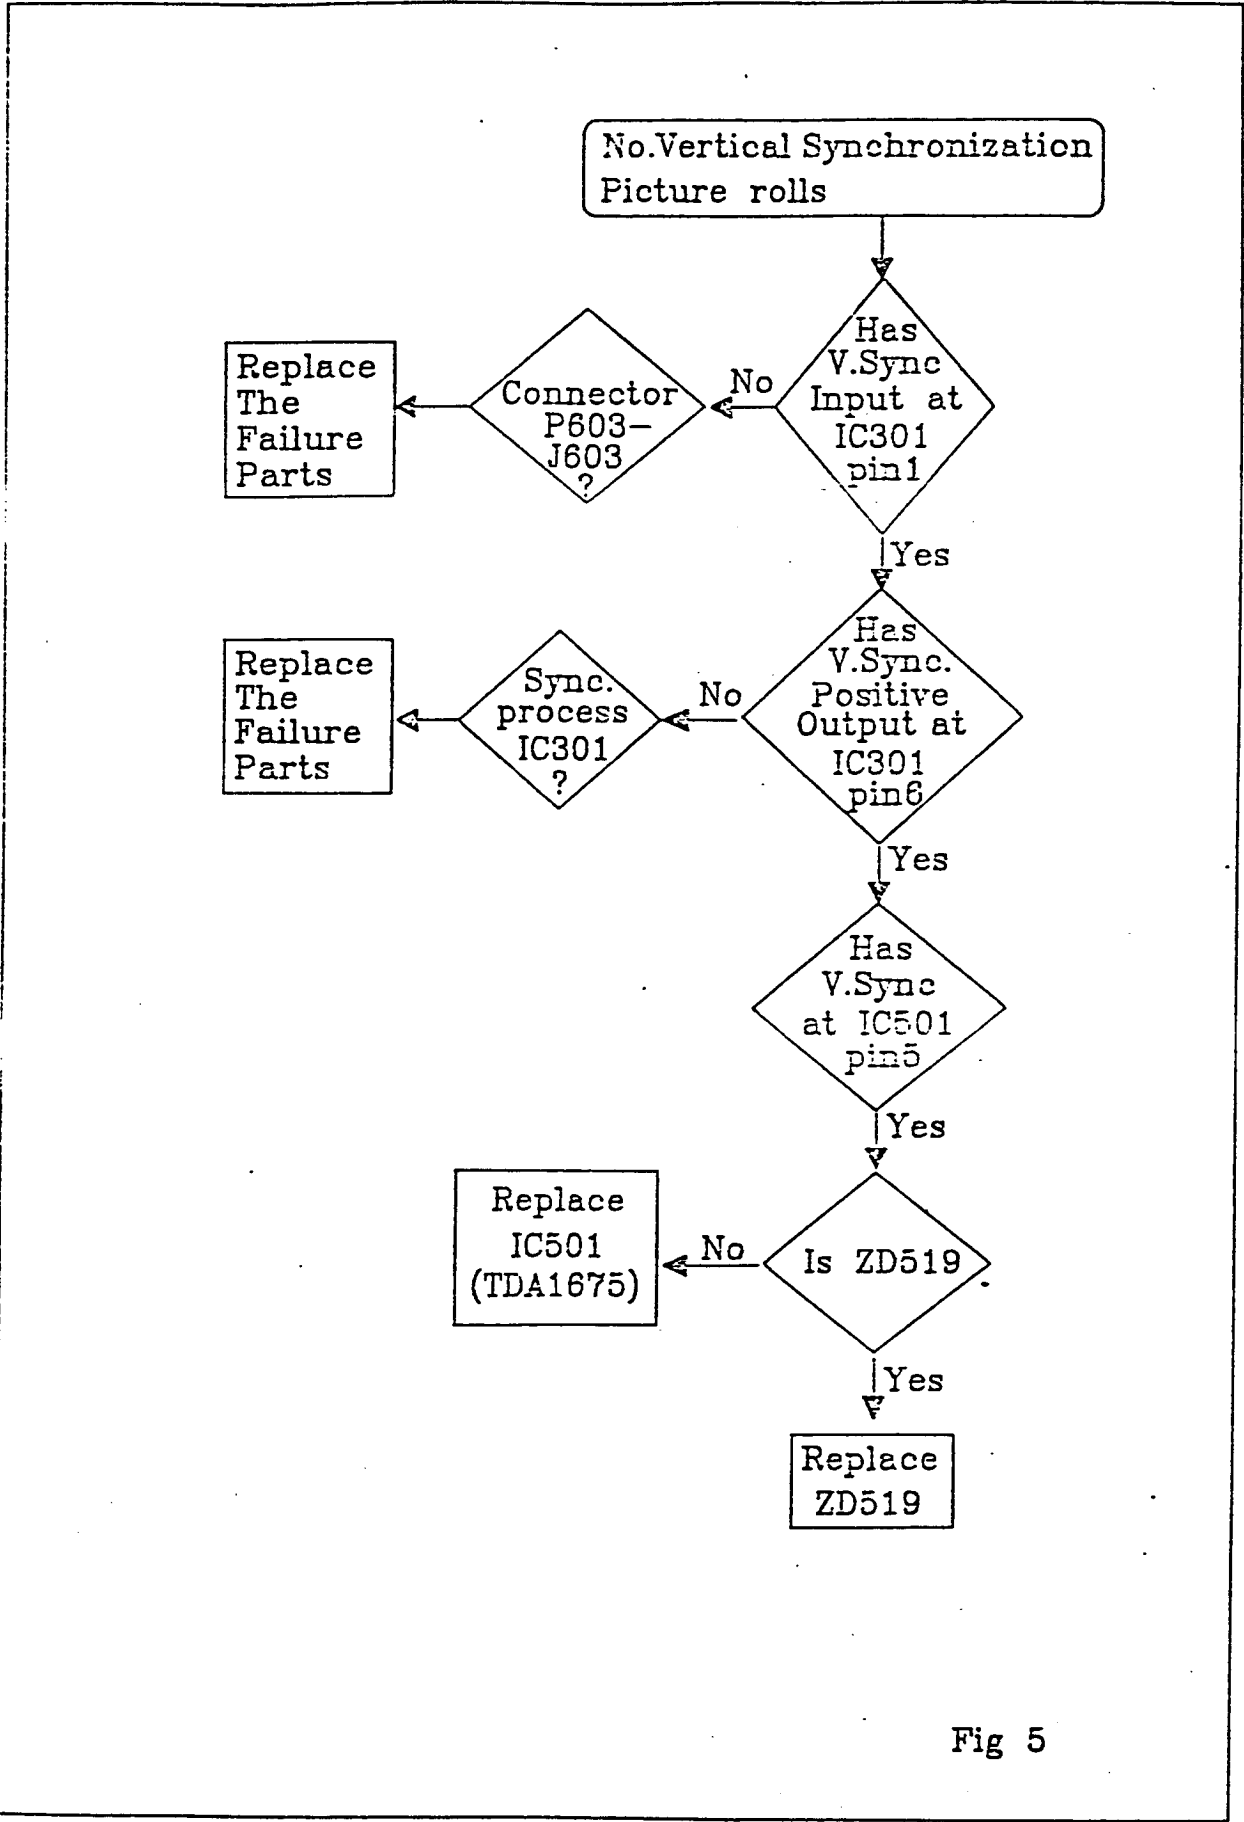 No.Vertical Synchronization
Picture rolls
Has
V.Sync
Input at
IC301
pin1
No
Connector
P603-
J603
?
Replace
The
Failure
Parts
Yes
Has
V.Sync.
Positive
Output at
IC301
pin6
No
Sync.
process
IC301
?
Replace
The
Failure
Parts
Yes
Has
V.Sync
at IC501
pin5
Yes
Is ZD519
No
Replace
IC501
(TDA1675)
Yes
Replace
ZD519
Fig 5